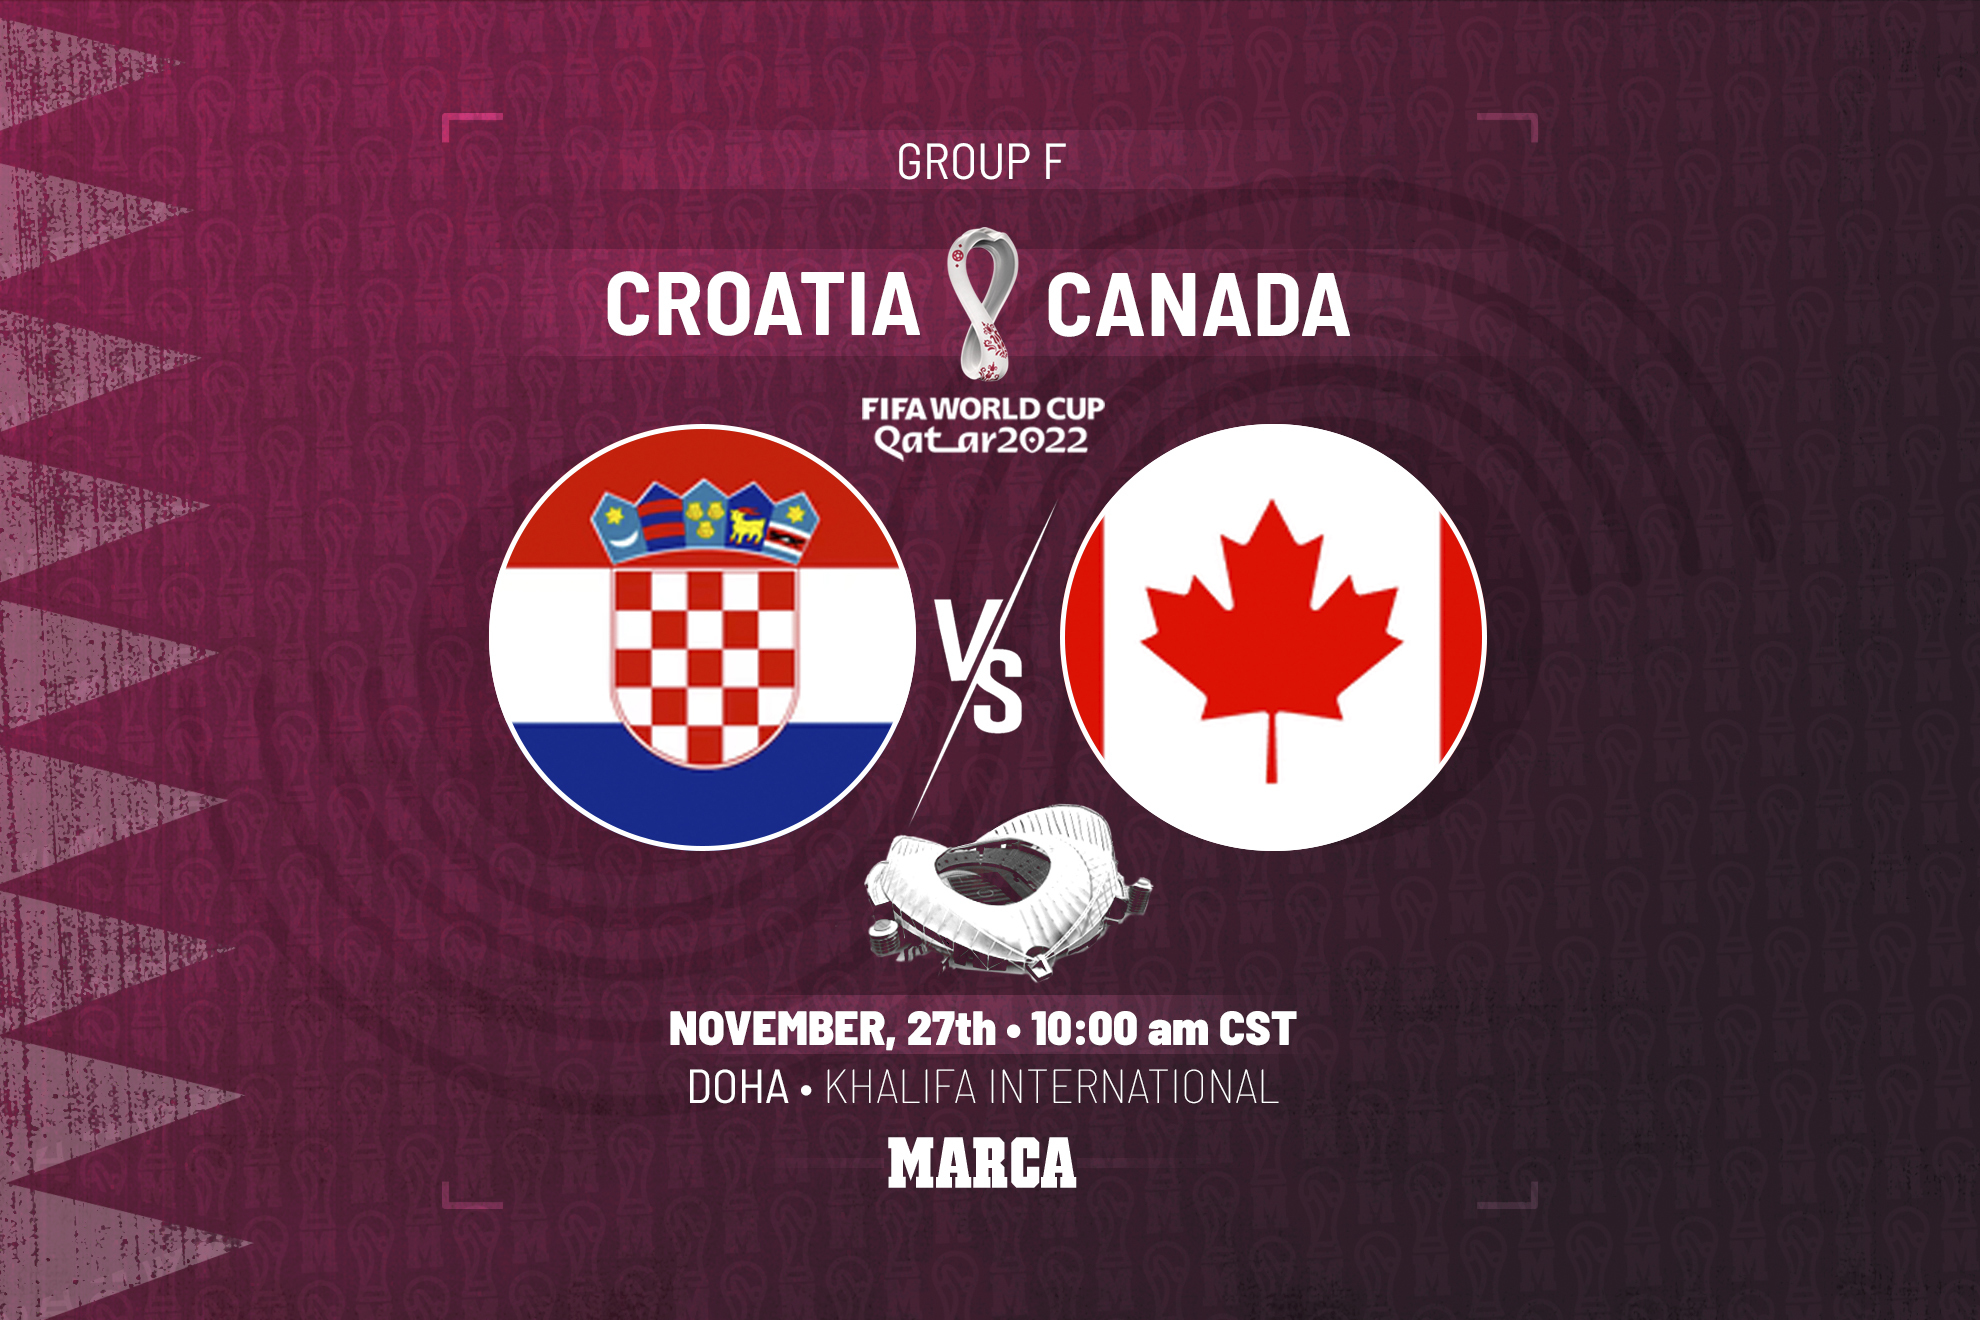 GROUP F
CROATIA CANADA
FIFA WORLD CUP
Qatar2022
VS
NOVEMBER, 27th • 10:00 am CST
DOHA • KHALIFA INTERNATIONAL
MARCA